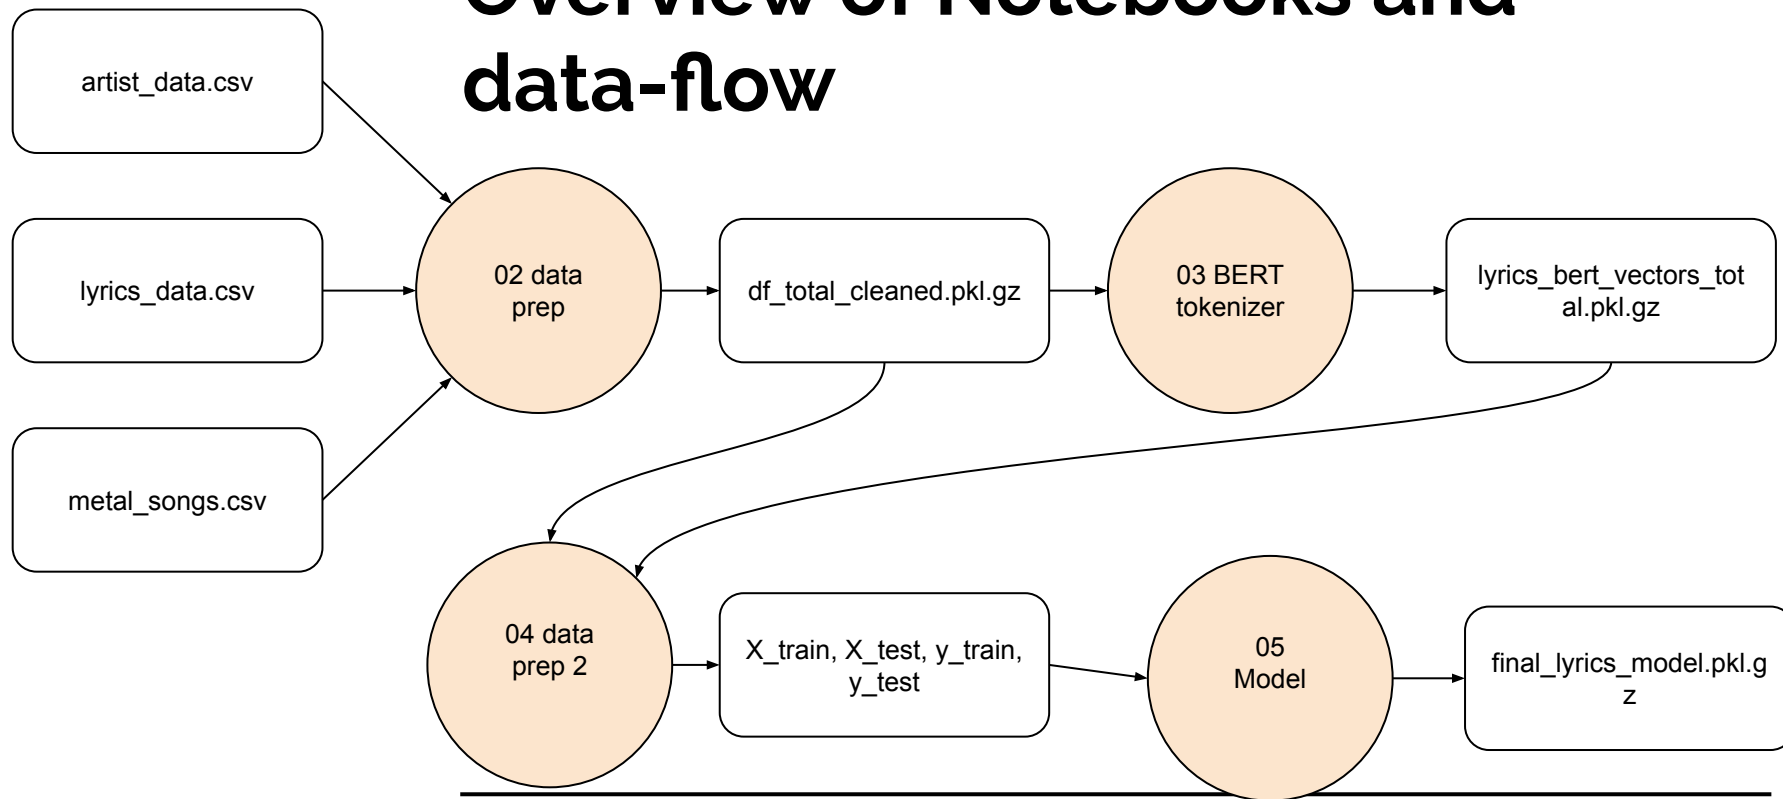 Overview of Notebooks and
data-flow
artist_data.csv
lyrics_data.csv
metal_songs.csv
02 data
prep
df_total_cleaned.pkl.gz
03 BERT
tokenizer
lyrics_bert_vectors_tot
al.pkl.gz
04 data
prep 2
X_train, X_test, y_train,
y_test
05
Model
final_lyrics_model.pkl.g
z